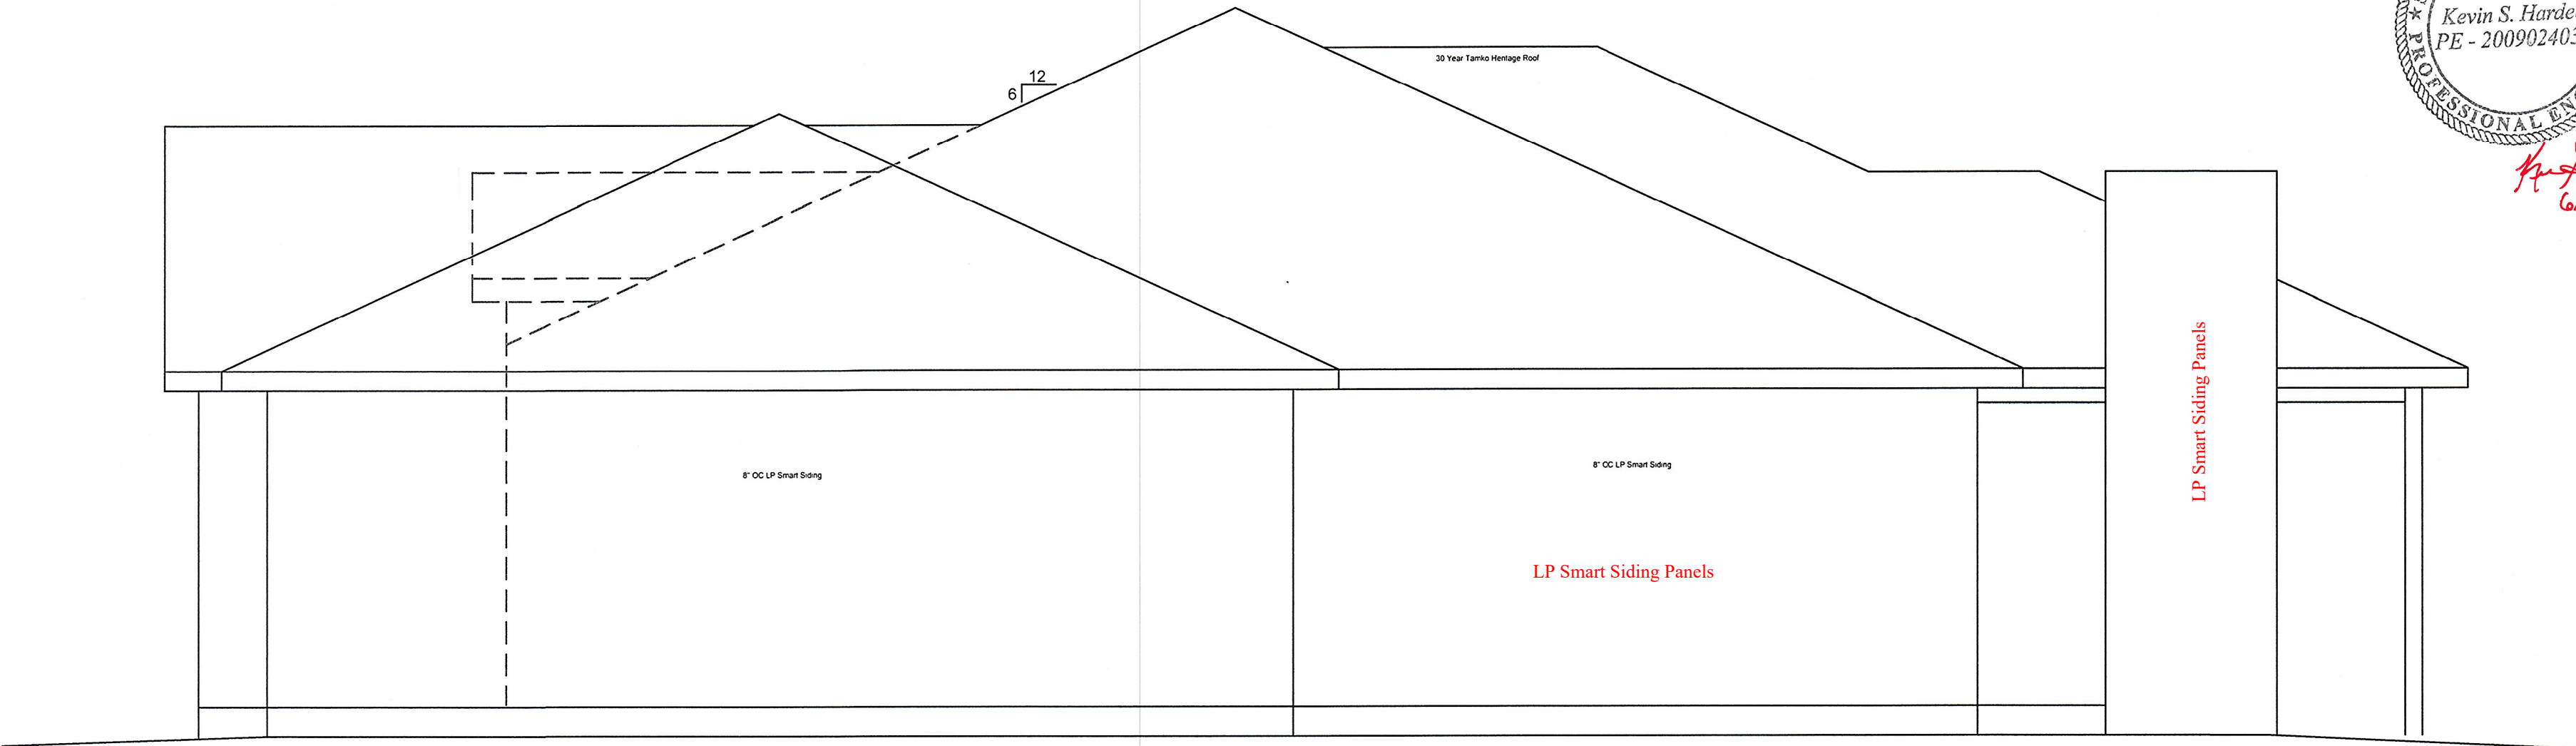 Kevin S. Harde
PE - 200902403
PROFESSIONAL EN
30 Year Tamko Heritage Roof
12
6
8" OC LP Smart Siding
8" OC LP Smart Siding
LP Smart Siding Panels
LP Smart Siding Panels